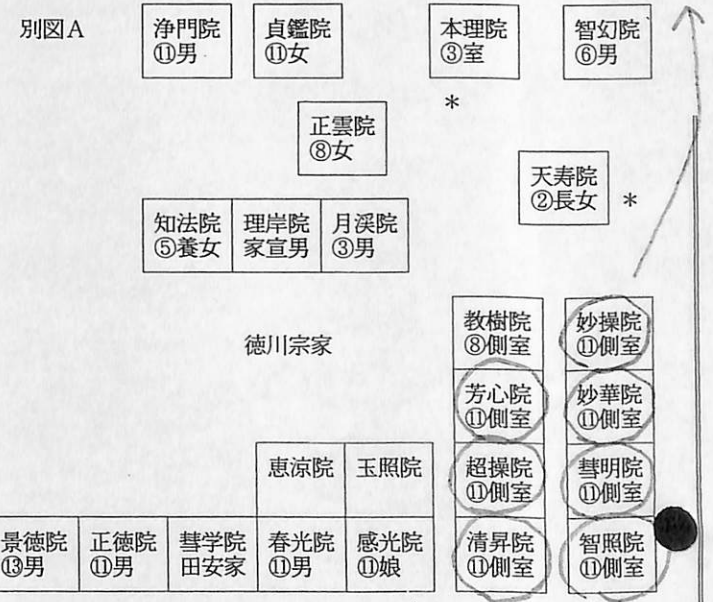 別図A
浄門院
⑪男
貞鑑院
⑪女
本理院
③室
智幻院
⑥男
*
正雲院
⑧女
天寿院
②長女
*
知法院
⑤養女
理岸院
家宣男
月渓院
③男
徳川宗家
教樹院
⑧側室
妙操院
⑪側室
芳心院
⑪側室
妙華院
⑪側室
恵涼院
玉照院
超操院
⑪側室
彗明院
⑪側室
景徳院
⑬男
正徳院
⑪男
彗学院
田安家
春光院
⑪男
感光院
⑪娘
清昇院
⑪側室
智照院
⑪側室